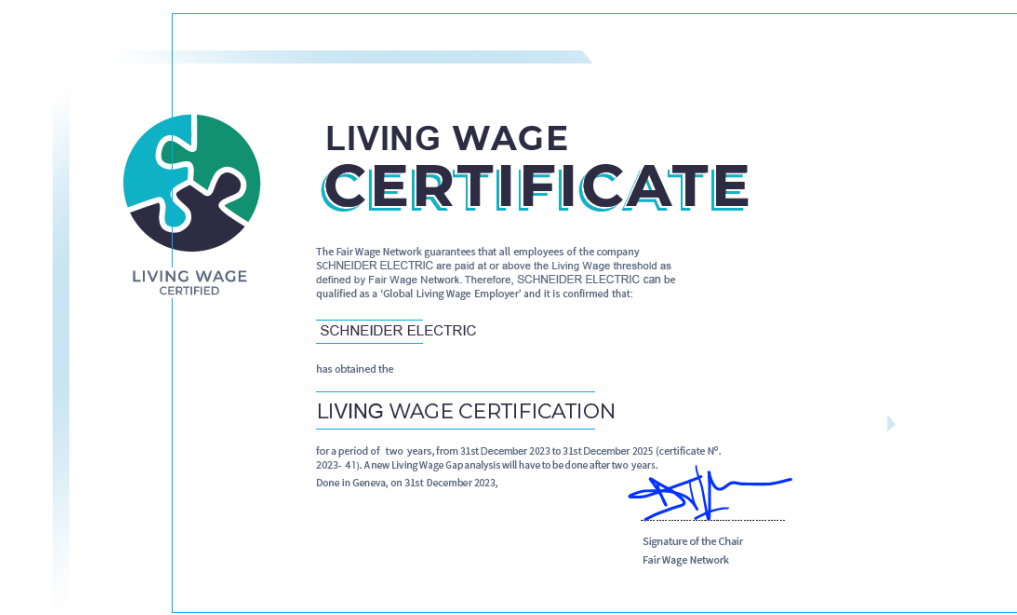 LIVING WAGE
CERTIFICATE
LIVING WAGE
CERTIFIED
The Fair Wage Network guarantees that all employees of the company
SCHNEIDER ELECTRIC are paid at or above the Living Wage threshold as
defined by Fair Wage Network. Therefore, SCHNEIDER ELECTRIC can be
qualified as a ‘Global Living Wage Employer’ and it is confirmed that:
SCHNEIDER ELECTRIC
has obtained the
LIVING WAGE CERTIFICATION
for a period of two years, from 31st December 2023 to 31st December 2025 (certificate Nº.
2023- 41). A new Living Wage Gap analysis will have to be done after two years.
Done in Geneva, on 31st December 2023,
Signature of the Chair
Fair Wage Network